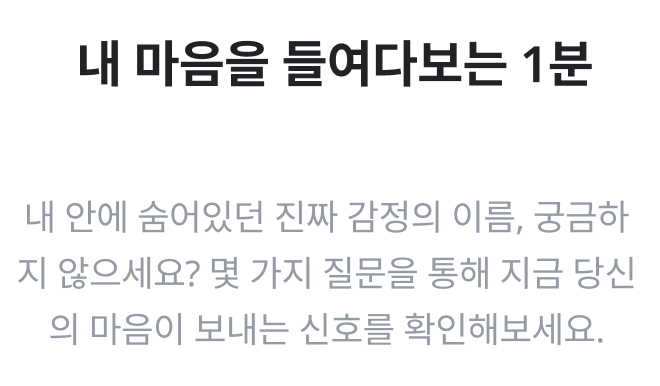 내 마음을 들여다보는 1분
내 안에 숨어있던 진짜 감정의 이름, 궁금하
지 않으세요? 몇 가지 질문을 통해 지금 당신
의 마음이 보내는 신호를 확인해보세요.